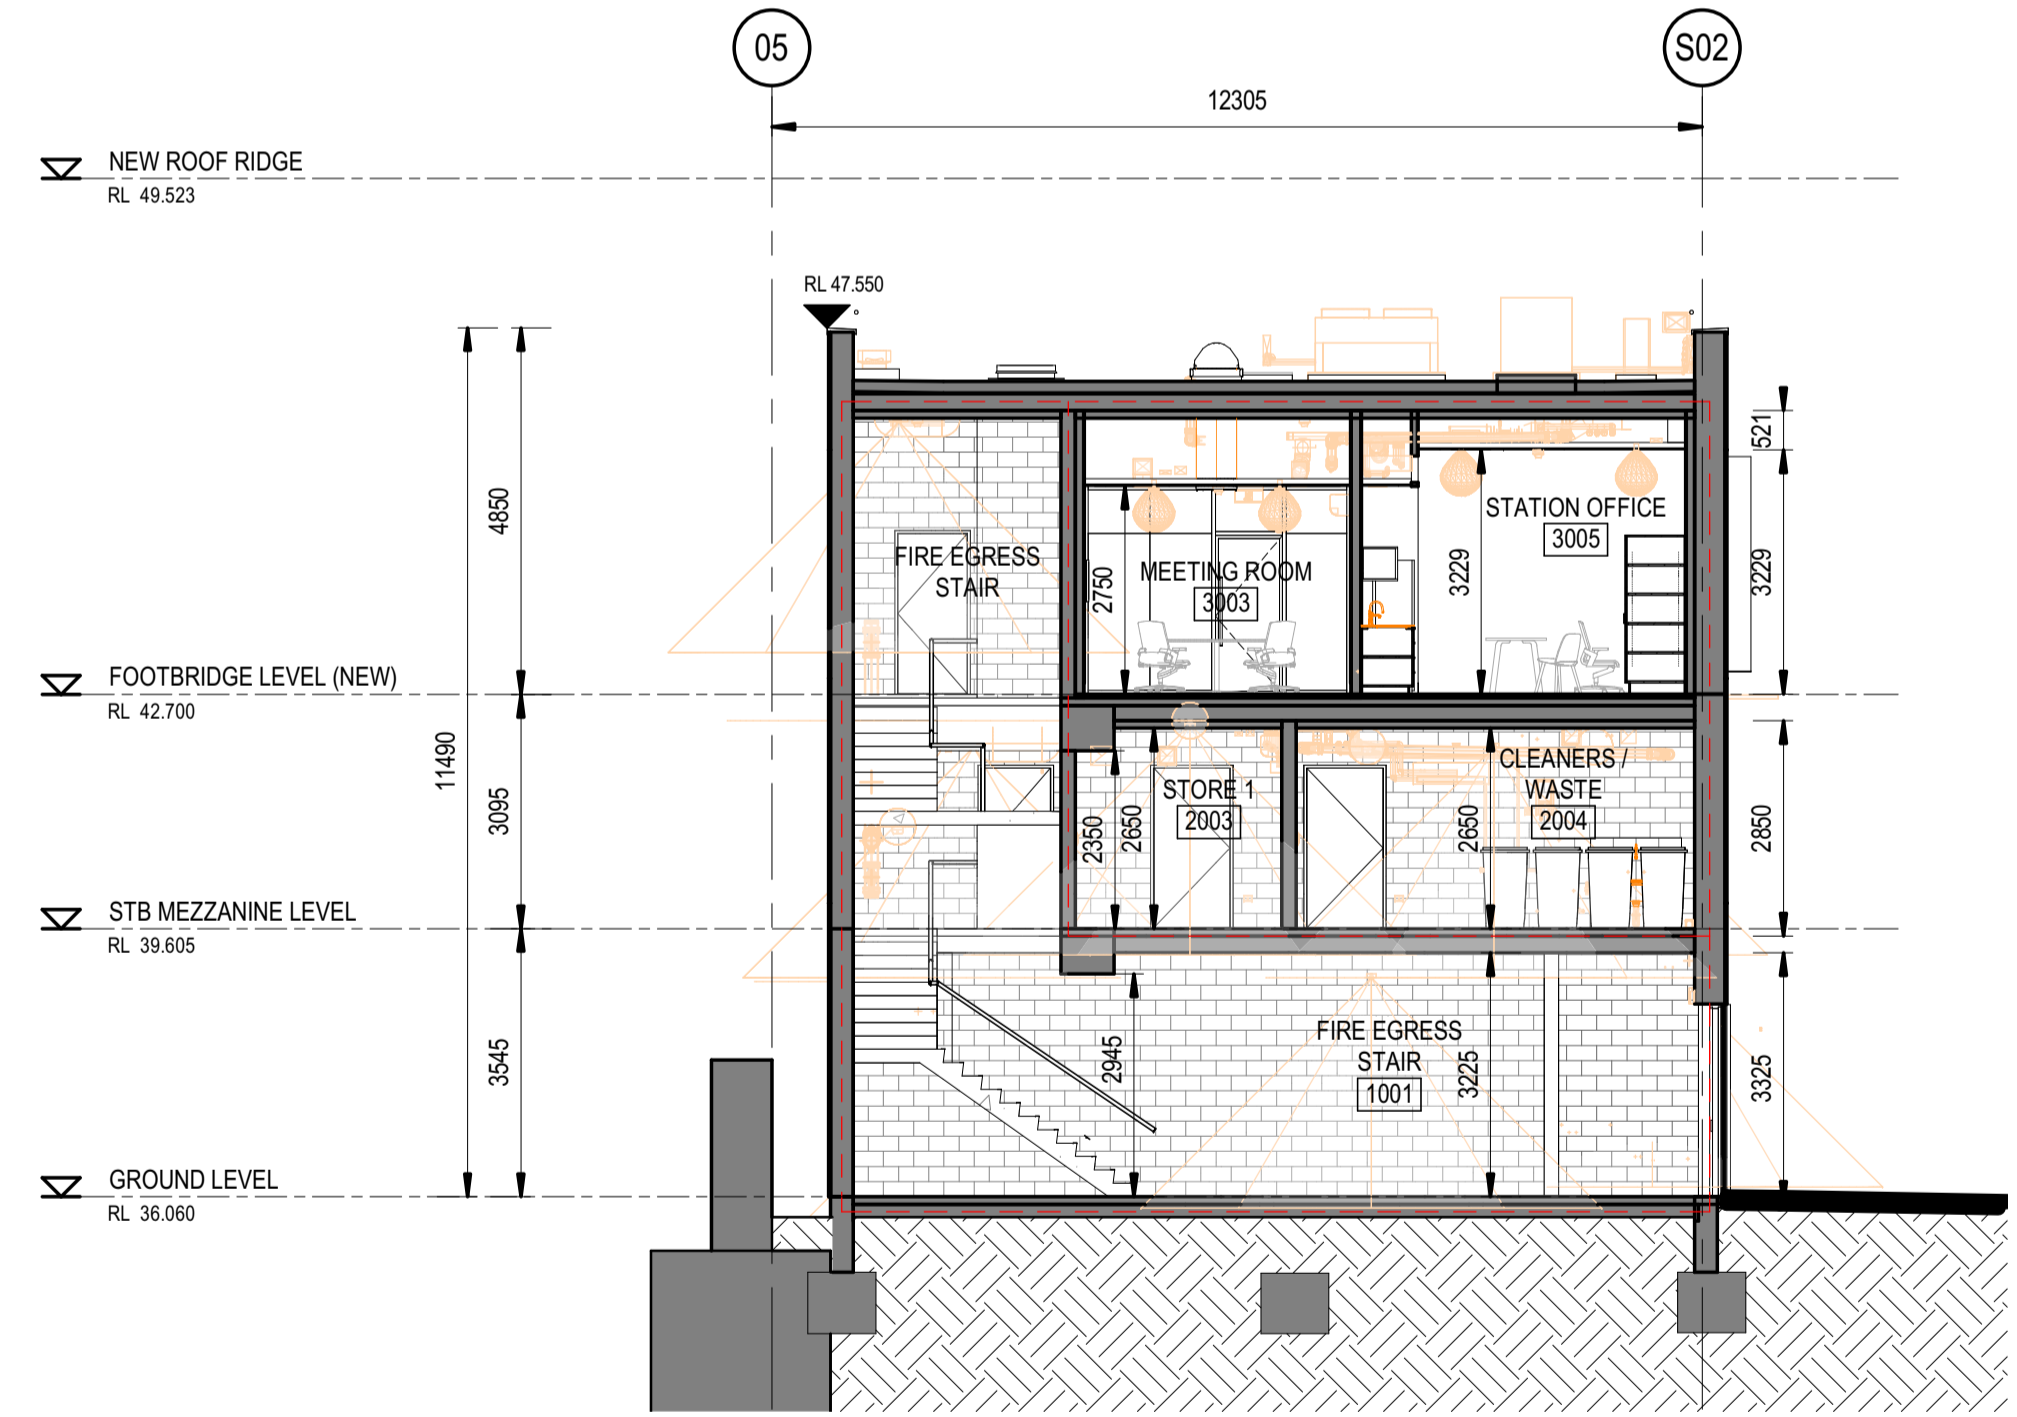 05
S02
12305
NEW ROOF RIDGE
RL 49.523
RL 47.550
521
4850
STATION OFFICE
3005
FIRE EGRESS
STAIR
MEETING ROOM
3003
2750
3229
3229
FOOTBRIDGE LEVEL (NEW)
RL 42.700
11490
3095
CLEANERS /
WASTE
2004
STORE 1
2003
2350
2650
2650
2850
STB MEZZANINE LEVEL
RL 39.605
3545
FIRE EGRESS
STAIR
1001
2945
3225
3325
GROUND LEVEL
RL 36.060